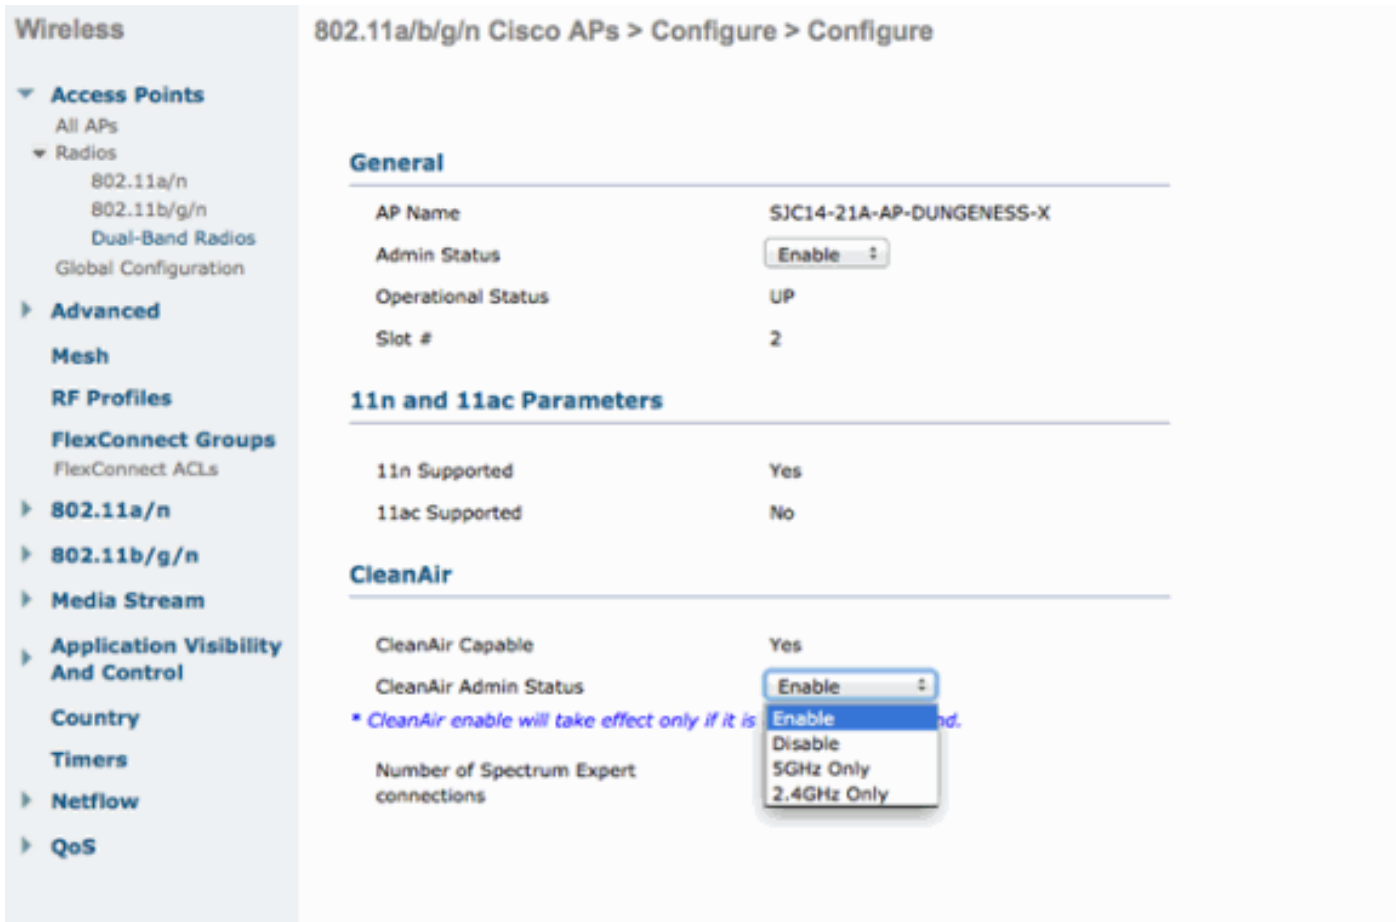 Wireless
Access Points
All APs
Radios
802.11a/n
802.11b/g/n
Dual-Band Radios
Global Configuration
Advanced
Mesh
RF Profiles
FlexConnect Groups
FlexConnect ACLs
802.11a/n
802.11b/g/n
Media Stream
Application Visibility
And Control
Country
Timers
Netflow
QoS
802.11a/b/g/n Cisco APs > Configure > Configure
General
AP Name SJC14-21A-AP-DUNGENESS-X
Admin Status Enable
Operational Status UP
Slot # 2
11n and 11ac Parameters
11n Supported Yes
11ac Supported No
CleanAir
CleanAir Capable Yes
CleanAir Admin Status Enable
* CleanAir enable will take effect only if it is
Enable
Disable
5GHz Only
2.4GHz Only
Number of Spectrum Expert
connections